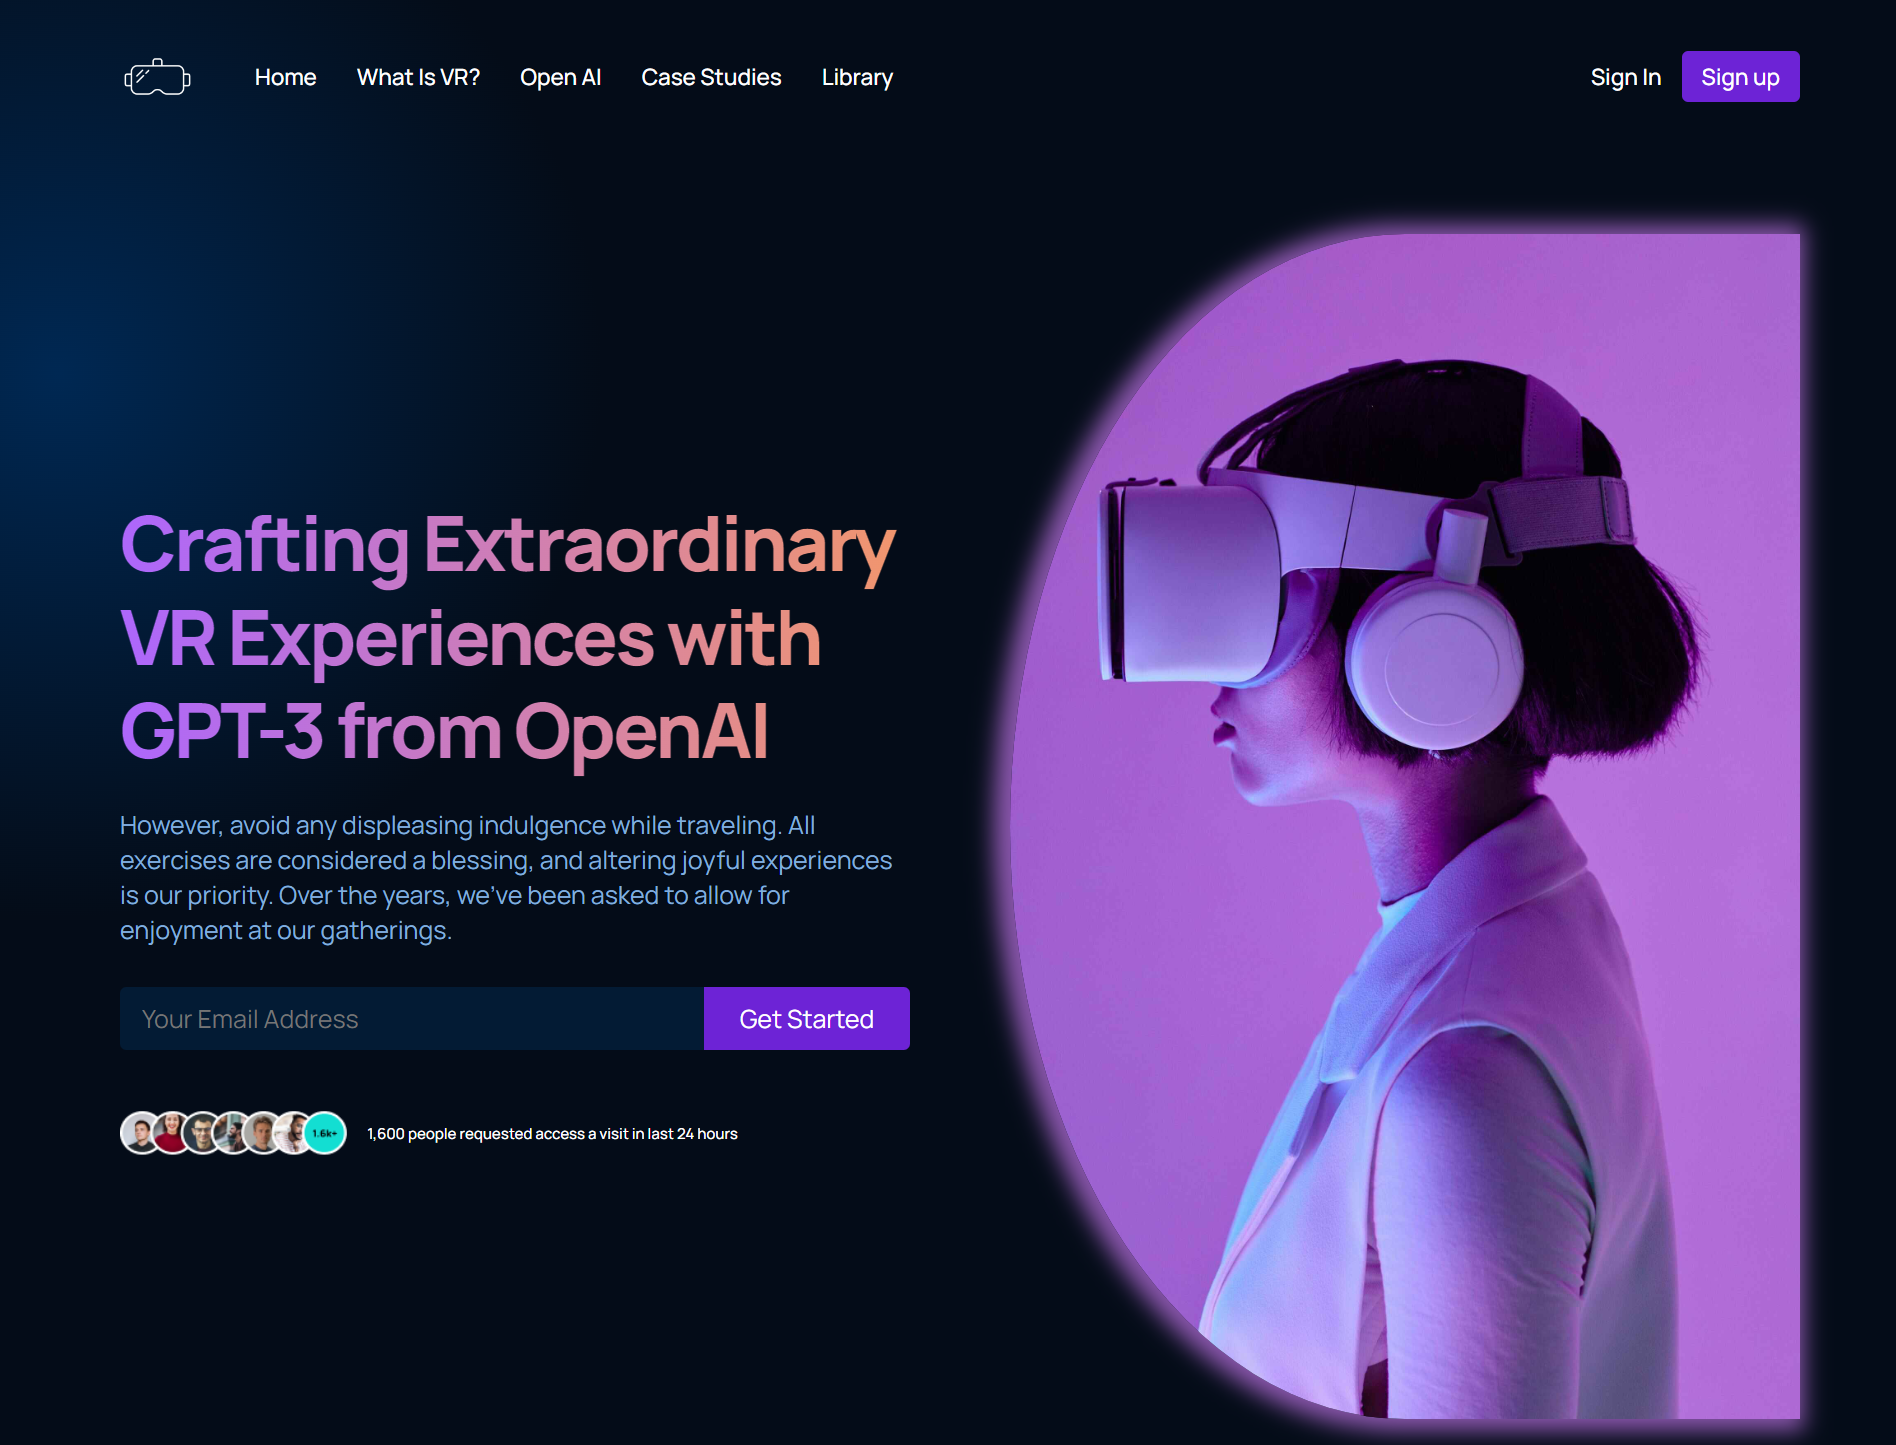 Home What Is VR? Open AI Case Studies Library Sign In Sign up
Crafting Extraordinary
VR Experiences with
GPT-3 from OpenAI
However, avoid any displeasing indulgence while traveling. All
exercises are considered a blessing, and altering joyful experiences
is our priority. Over the years, we've been asked to allow for
enjoyment at our gatherings.
Your Email Address Get Started
1.6k+ 1,600 people requested access a visit in last 24 hours